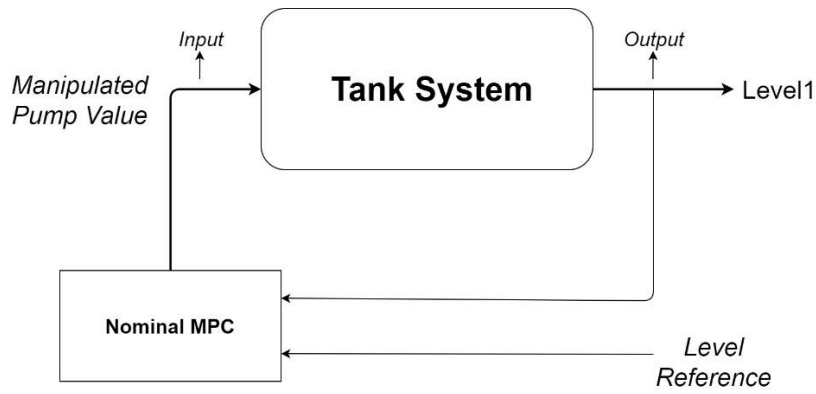 Input
Output
Manipulated
Pump Value
Tank System
Level1
Nominal MPC
Level
Reference